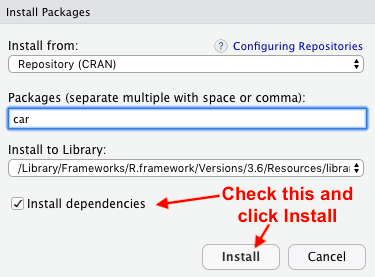 Install Packages
Install from:
? Configuring Repositories
Repository (CRAN)
Packages (separate multiple with space or comma):
car
Install to Library:
/Library/Frameworks/R.framework/Versions/3.6/Resources/librar
Install dependencies
Check this and
click Install
Install
Cancel